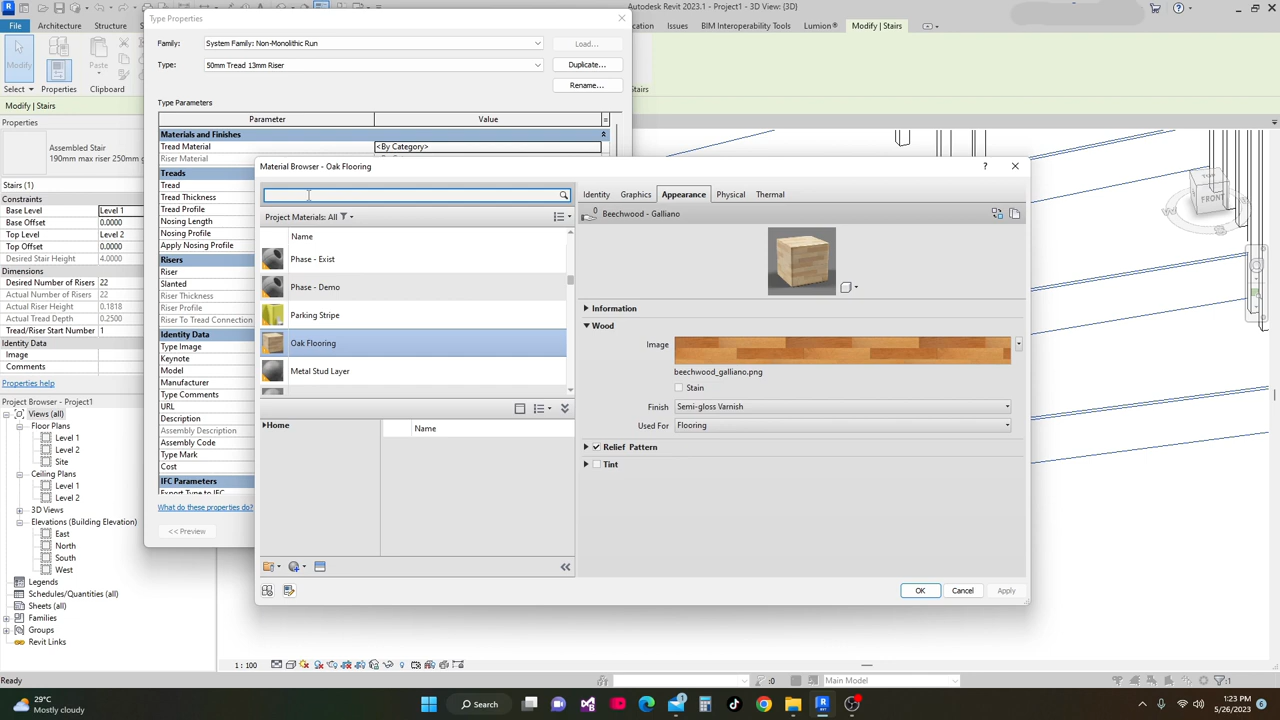 Autodesk Revit 2023.1 - Project1 - 3D View: {3D}
File
Architecture
Structure
Issues
Interoperability Tools
Lumion®
Modify | Stairs
Modify
Paste
Select
Properties
Clipboard
Stairs
Modify | Stairs
Properties
Assembled Stair
190mm max riser 250mm g
Stairs (1)
Constraints
Base Level Level 1
Base Offset 0.0000
Top Level Level 2
Top Offset 0.0000
Desired Stair Height 4.0000
Dimensions
Desired Number of Risers 22
Actual Number of Risers 22
Actual Riser Height 0.1818
Actual Tread Depth 0.2500
Tread/Riser Start Number 1
Identity Data
Image
Comments
Properties help
Project Browser - Project1
Views (all)
Floor Plans
Level 1
Level 2
Site
Ceiling Plans
Level 1
Level 2
3D Views
Elevations (Building Elevation)
East
North
South
West
Legends
Schedules/Quantities (all)
Sheets (all)
Families
Groups
Revit Links
Type Properties
Family: System Family: Non-Monolithic Run Load...
Type: 50mm Tread 13mm Riser Duplicate...
Rename...
Type Parameters
Parameter Value =
Materials and Finishes
Tread Material <By Category>
Riser Material
Treads
Tread
Tread Thickness
Tread Profile
Nosing Length
Nosing Profile
Apply Nosing Profile
Risers
Riser
Slanted
Riser Thickness
Riser Profile
Riser To Tread Connection
Identity Data
Type Image
Keynote
Model
Manufacturer
Type Comments
URL
Description
Assembly Description
Assembly Code
Type Mark
Cost
IFC Parameters
Export Type to IFC
What do these properties do?
<< Preview
Material Browser - Oak Flooring ?
Project Materials: All
Name
Phase - Exist
Phase - Demo
Parking Stripe
Oak Flooring
Metal Stud Layer
Home
Name
Identity Graphics Appearance Physical Thermal
0
Beechwood - Galliano
Information
Wood
Image
beechwood_galliano.png
Stain
Finish Semi-gloss Varnish
Used For Flooring
Relief Pattern
Tint
OK Cancel Apply
FRONT
1 : 100
Ready
:0
Main Model
:1
29°C
Mostly cloudy
Search
1:23 PM
5/26/2023